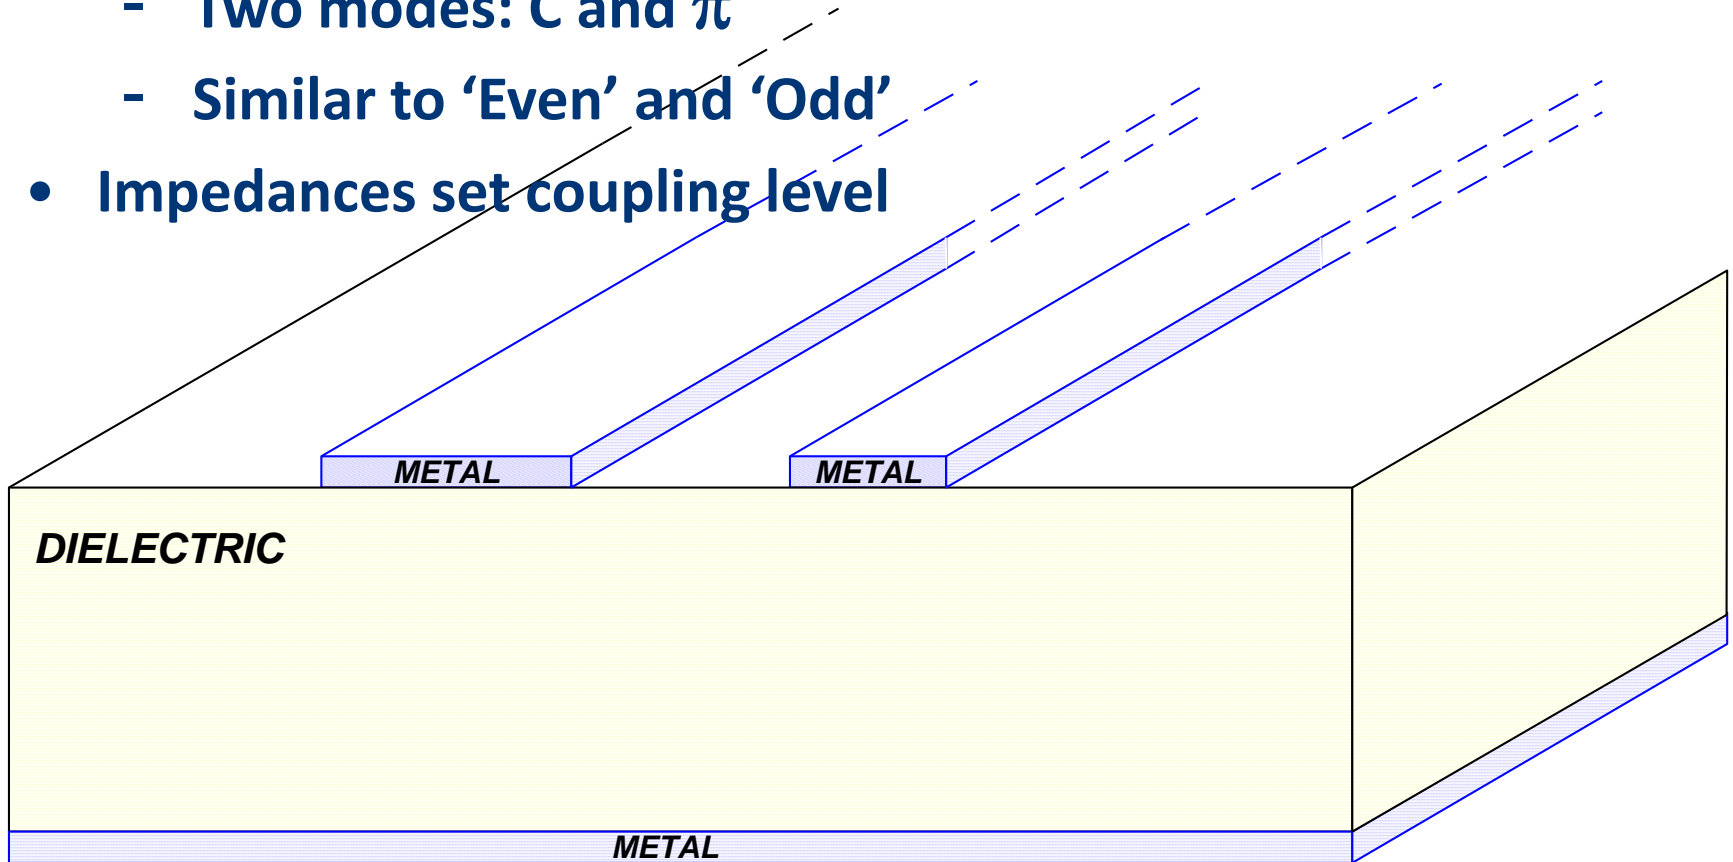 - Two modes: C and π
- Similar to ‘Even’ and ‘Odd’
• Impedances set coupling level
METAL METAL
DIELECTRIC
METAL